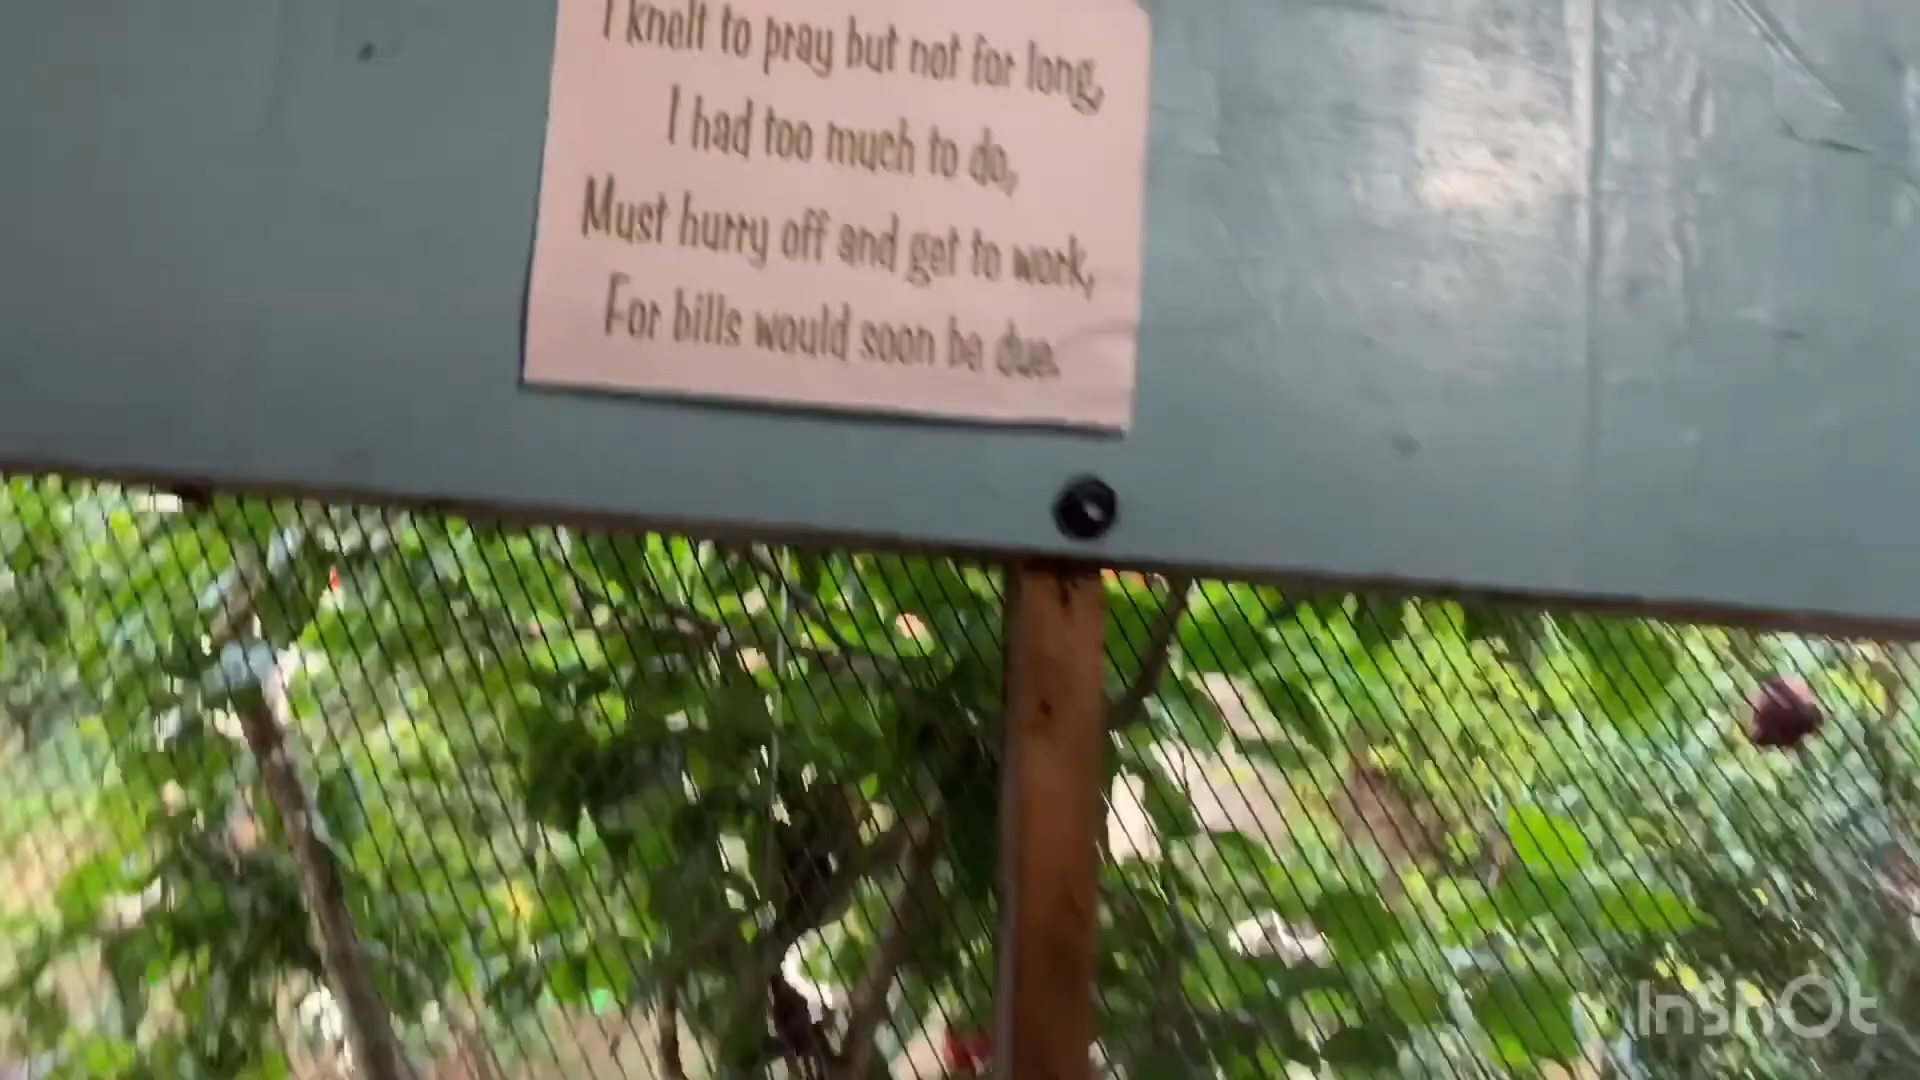 I knelt to pray but not for long,
I had too much to do,
Must hurry off and get to work,
For bills would soon be due.
InShOt